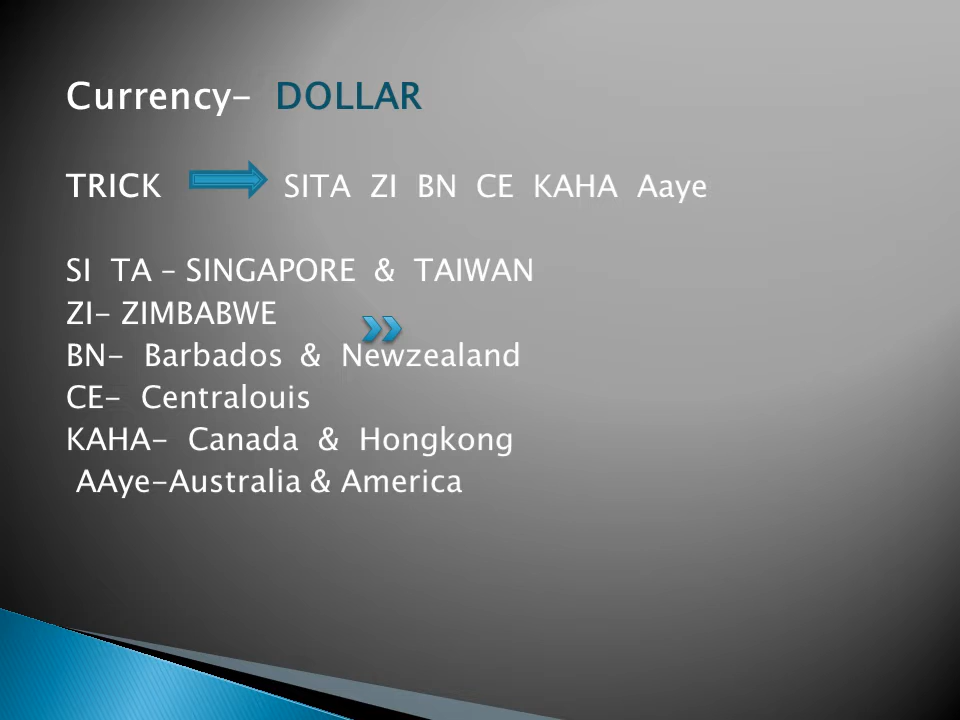 Currency- DOLLAR
TRICK SITA ZI BN CE KAHA Aaye
SI TA – SINGAPORE & TAIWAN
ZI- ZIMBABWE
BN- Barbados & Newzealand
CE- Centralouis
KAHA- Canada & Hongkong
AAye-Australia & America